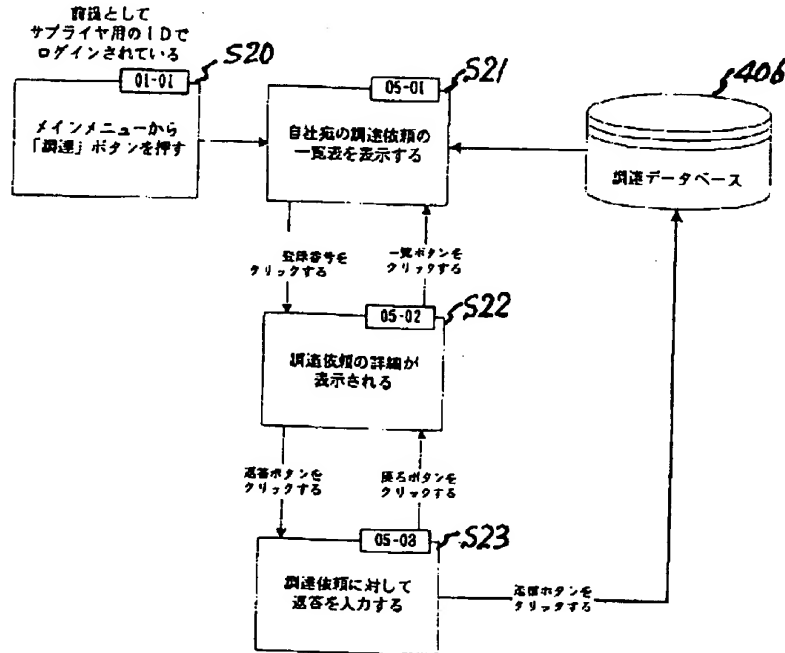 前提として
サプライヤ用のIDで
ログインされている
01-01
S20
メインメニューから
「調達」ボタンを押す
05-01
S21
自社宛の調達依頼の
一覧表を表示する
40b
調達データベース
登録番号を
クリックする
一覧ボタンを
クリックする
05-02
S22
調達依頼の詳細が
表示される
返答ボタンを
クリックする
戻るボタンを
クリックする
05-03
S23
調達依頼に対して
返答を入力する
送信ボタンを
クリックする